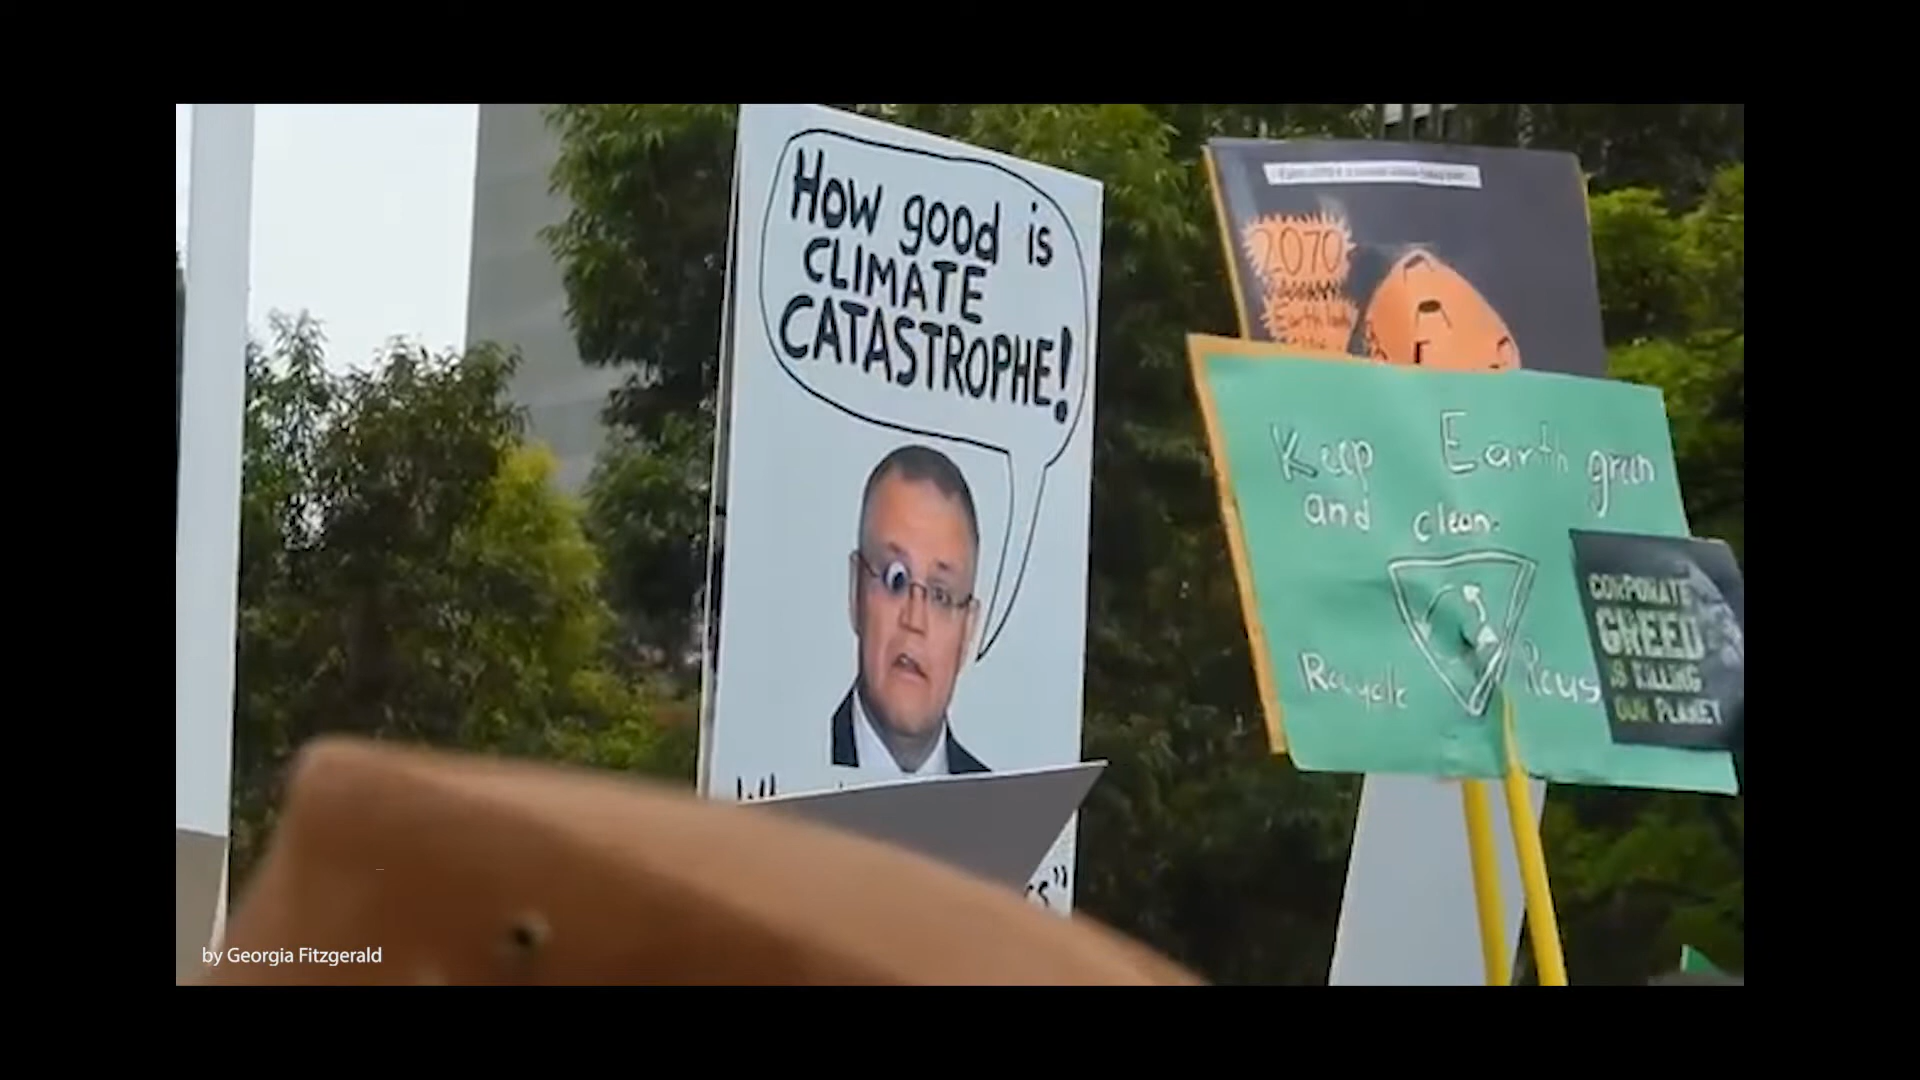 How good is
CLIMATE
CATASTROPHE!
2070
Keep Earth green
and clean.
Recycle
CORPORATE
GREED
IS KILLING
OUR PLANET
by Georgia Fitzgerald